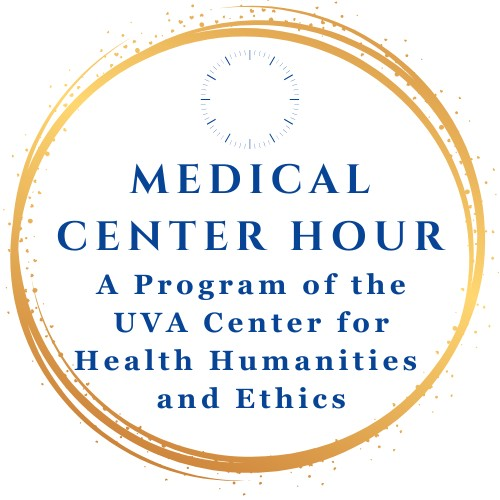 MEDICAL
CENTER HOUR
A Program of the
UVA Center for
Health Humanities
and Ethics